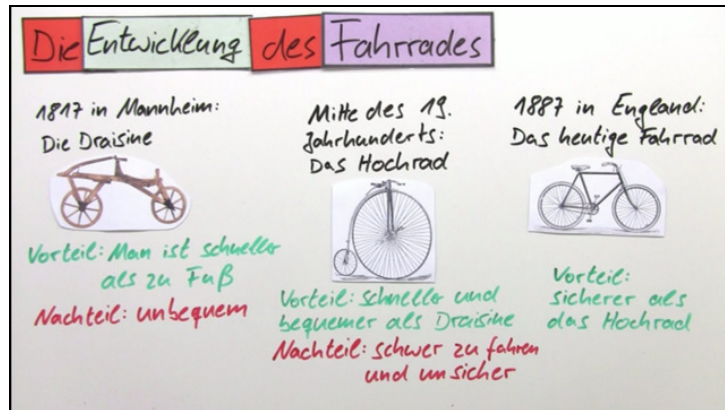 Die Entwicklung des Fahrrades
1817 in Mannheim:
Die Draisine
Vorteil: Man ist schneller
als zu Fuß
Nachteil: unbequem
Mitte des 19.
Jahrhunderts:
Das Hochrad
Vorteil: schneller und
bequemer als Draisine
Nachteil: schwer zu fahren
und unsicher
1887 in England:
Das heutige Fahrrad
Vorteil:
sicherer als
das Hochrad